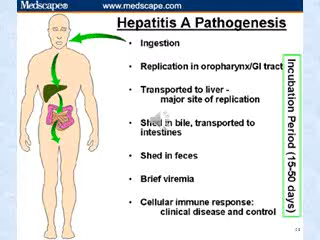 Medscape® www.medscape.com
Hepatitis A Pathogenesis
• Ingestion
• Replication in oropharynx/GI tract
• Transported to liver -
major site of replication
• Shed in bile, transported to
intestines
• Shed in feces
• Brief viremia
• Cellular immune response:
clinical disease and control
Incubation Period (15-50 days)